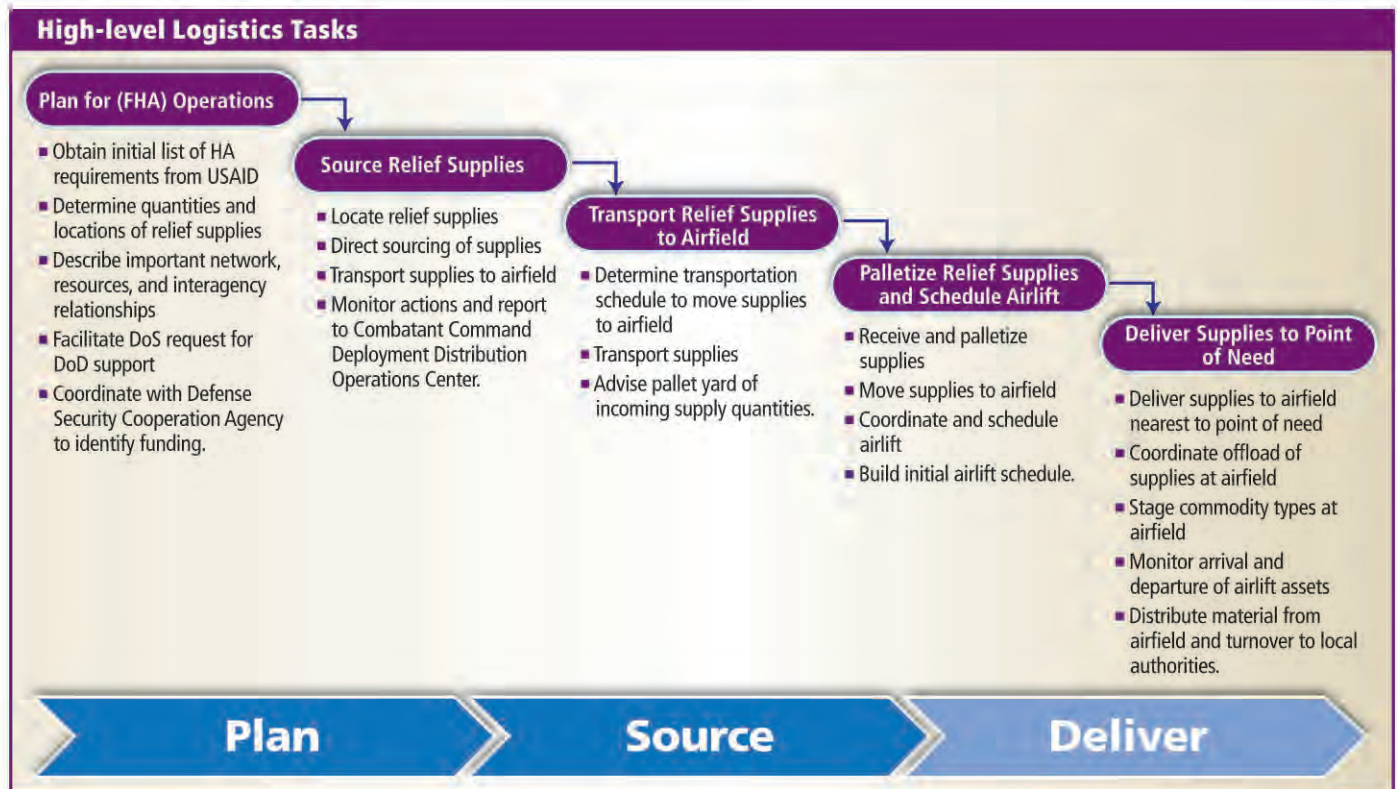 High-level Logistics Tasks
Plan for (FHA) Operations
■ Obtain initial list of HA
requirements from USAID
■ Determine quantities and
locations of relief supplies
■ Describe important network,
resources, and interagency
relationships
■ Facilitate DoS request for
DoD support
■ Coordinate with Defense
Security Cooperation Agency
to identify funding.
Source Relief Supplies
■ Locate relief supplies
■ Direct sourcing of supplies
■ Transport supplies to airfield
■ Monitor actions and report
to Combatant Command
Deployment Distribution
Operations Center.
Transport Relief Supplies
to Airfield
■ Determine transportation
schedule to move supplies
to airfield
■ Transport supplies
■ Advise pallet yard of
incoming supply quantities.
Palletize Relief Supplies
and Schedule Airlift
■ Receive and palletize
supplies
■ Move supplies to airfield
■ Coordinate and schedule
airlift
■ Build initial airlift schedule.
Deliver Supplies to Point
of Need
■ Deliver supplies to airfield
nearest to point of need
■ Coordinate offload of
supplies at airfield
■ Stage commodity types at
airfield
■ Monitor arrival and
departure of airlift assets
■ Distribute material from
airfield and turnover to local
authorities.
Plan
Source
Deliver